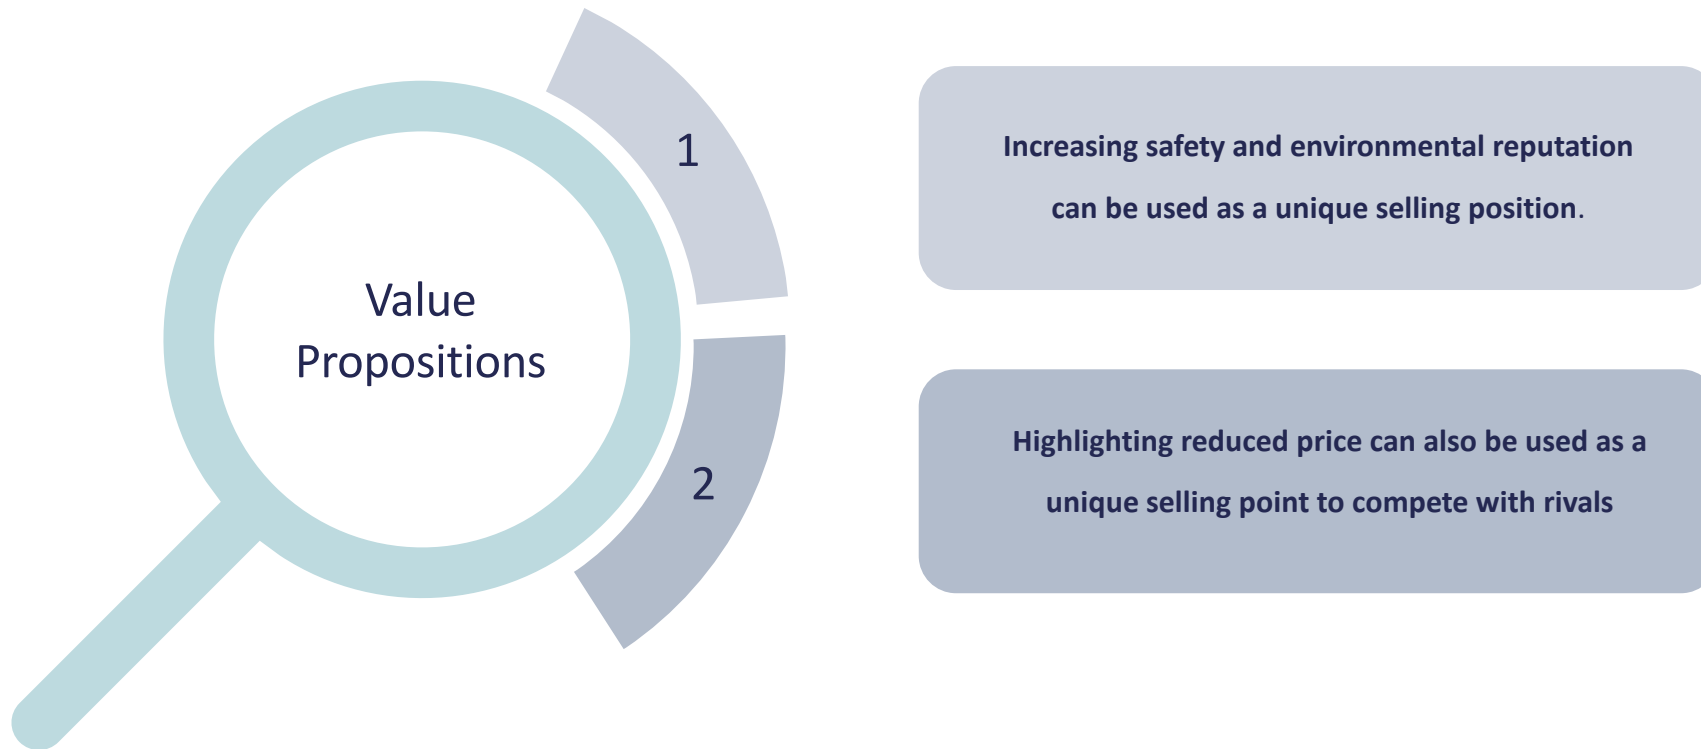 Value
Propositions
1
Increasing safety and environmental reputation
can be used as a unique selling position.
2
Highlighting reduced price can also be used as a
unique selling point to compete with rivals